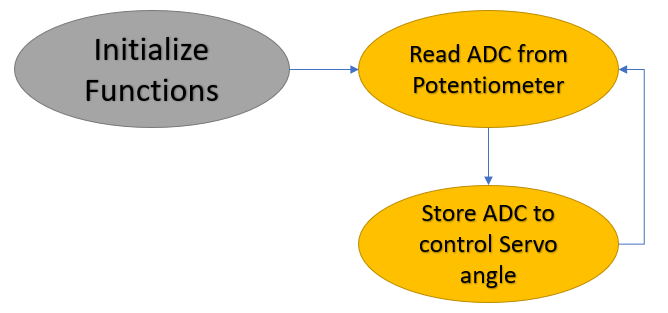 Initialize
Functions
Read ADC from
Potentiometer
Store ADC to
control Servo
angle